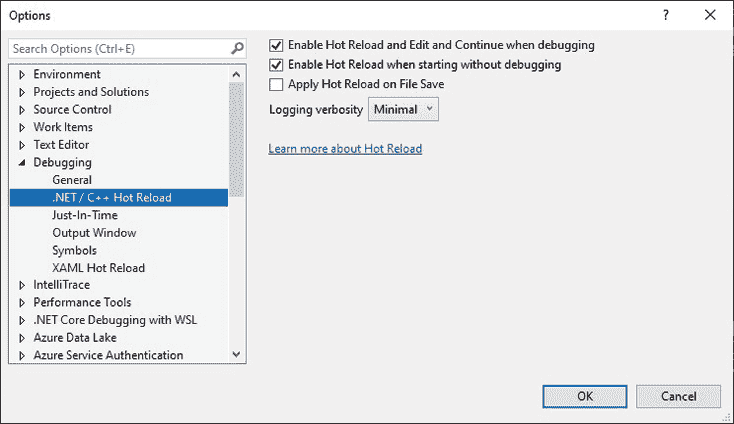 Options
?
Search Options (Ctrl+E)
Environment
Projects and Solutions
Source Control
Work Items
Text Editor
Debugging
General
.NET / C++ Hot Reload
Just-In-Time
Output Window
Symbols
XAML Hot Reload
IntelliTrace
Performance Tools
.NET Core Debugging with WSL
Azure Data Lake
Azure Service Authentication
Enable Hot Reload and Edit and Continue when debugging
Enable Hot Reload when starting without debugging
Apply Hot Reload on File Save
Logging verbosity Minimal
Learn more about Hot Reload
OK Cancel